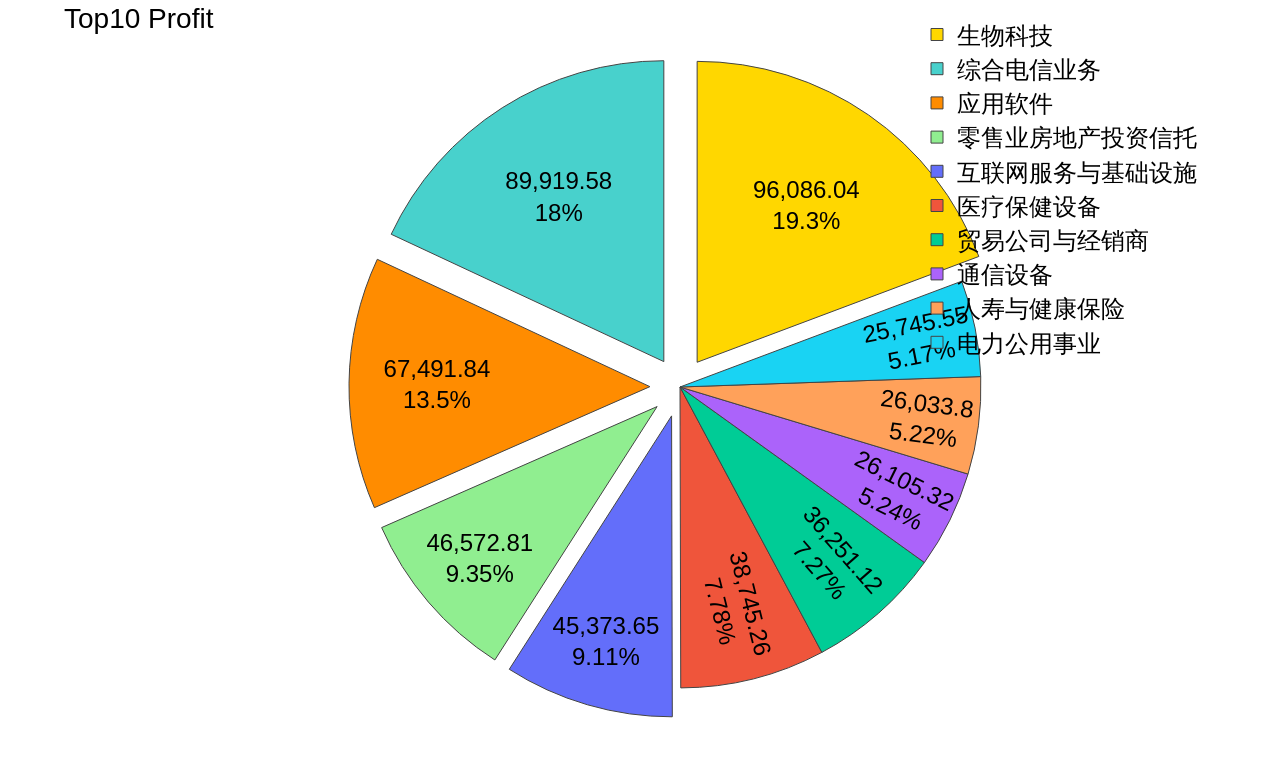 Top10 Profit
生物科技
综合电信业务
应用软件
零售业房地产投资信托
互联网服务与基础设施
医疗保健设备
贸易公司与经销商
通信设备
人寿与健康保险
电力公用事业
96,086.04
19.3%
89,919.58
18%
67,491.84
13.5%
46,572.81
9.35%
45,373.65
9.11%
38,745.26
7.78%
36,251.12
7.27%
26,105.32
5.24%
26,033.8
5.22%
25,745.55
5.17%